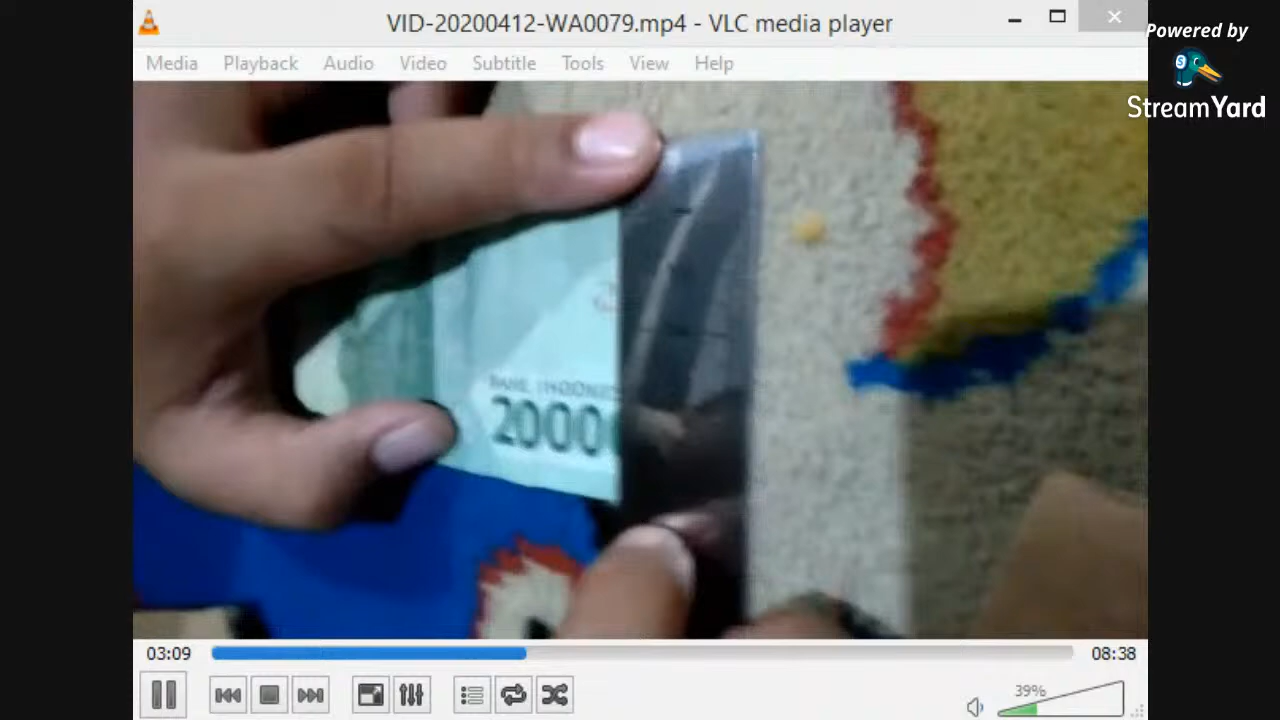 VID-20200412-WA0079.mp4 - VLC media player
Powered by
StreamYard
Media Playback Audio Video Subtitle Tools View Help
2000
03:09
08:38
39%